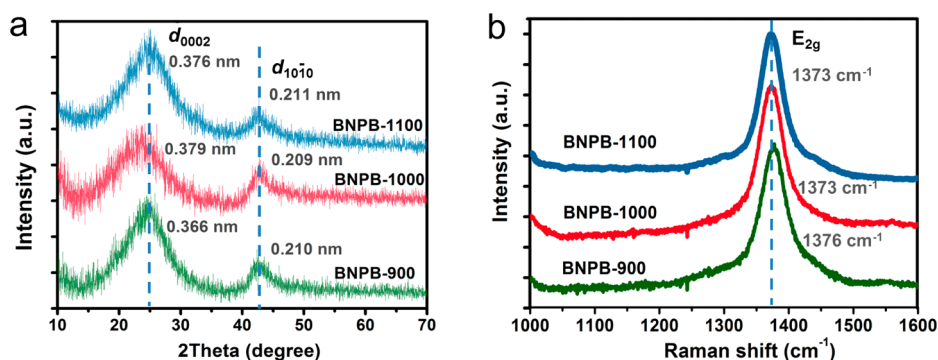 a
Intensity (a.u.)
d0002
0.376 nm
d10-10
0.211 nm
BNPB-1100
0.379 nm
0.209 nm
BNPB-1000
0.366 nm
0.210 nm
BNPB-900
10 20 30 40 50 60 70
2Theta (degree)
b
Intensity (a.u.)
E2g
1373 cm-1
BNPB-1100
1373 cm-1
BNPB-1000
1376 cm-1
BNPB-900
1000 1100 1200 1300 1400 1500 1600
Raman shift (cm-1)